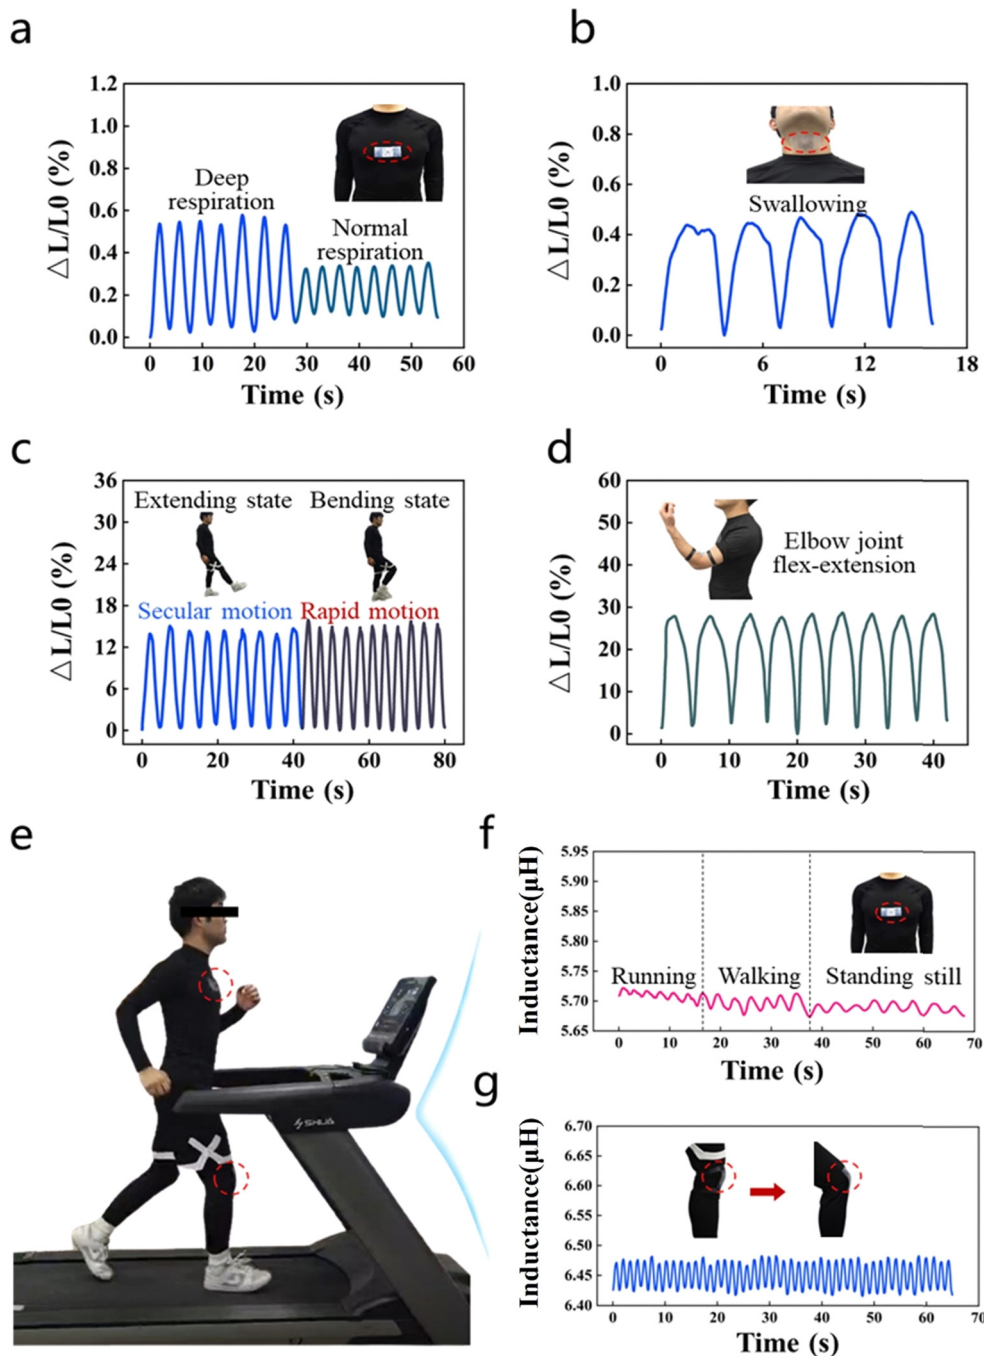 a
△L/L0 (%)
1.2
1.0
0.8
0.6
0.4
0.2
0.0
Deep
respiration
Normal
respiration
0 10 20 30 40 50 60
Time (s)
b
△L/L0 (%)
1.0
0.8
0.6
0.4
0.2
0.0
Swallowing
0 6 12 18
Time (s)
c
△L/L0 (%)
36
30
24
18
12
6
0
Extending state Bending state
Secular motion Rapid motion
0 20 40 60 80
Time (s)
d
△L/L0 (%)
60
50
40
30
20
10
0
Elbow joint
flex-extension
0 10 20 30 40
Time (s)
e
SHUA
f
Inductance(μH)
5.95
5.90
5.85
5.80
5.75
5.70
5.65
Running Walking Standing still
0 10 20 30 40 50 60 70
Time (s)
g
Inductance(μH)
6.70
6.65
6.60
6.55
6.50
6.45
6.40
0 10 20 30 40 50 60 70
Time (s)